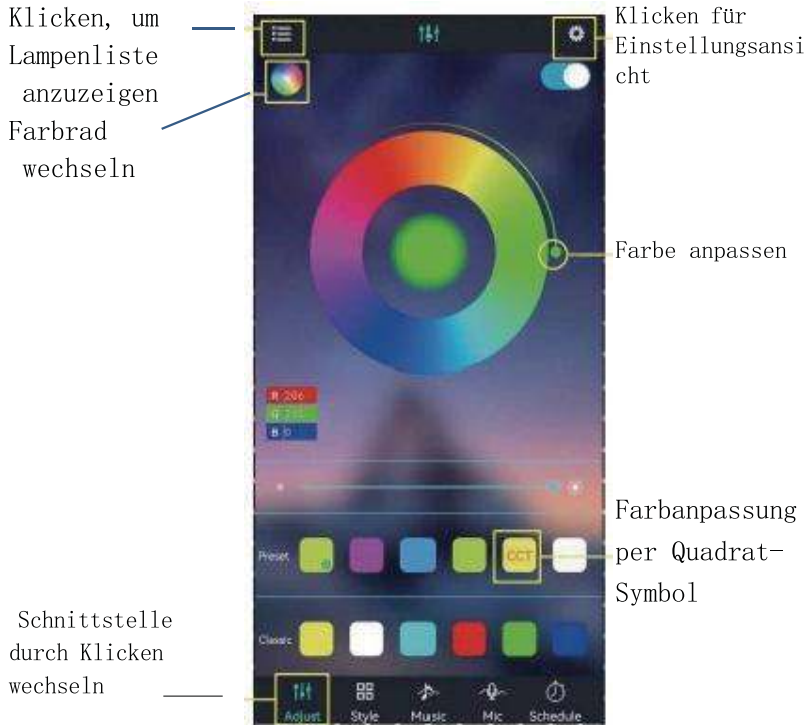 Klicken, um
Lampenliste
anzuzeigen
Farbrad
wechseln
Klicken für
Einstellungsansi
cht
Farbe anpassen
R 206
G
B 0
Preset
CCT
Farbanpassung
per Quadrat-
Symbol
Classic
Schnittstelle
durch Klicken
wechseln
Adjust
Style
Music
Mic
Schedule